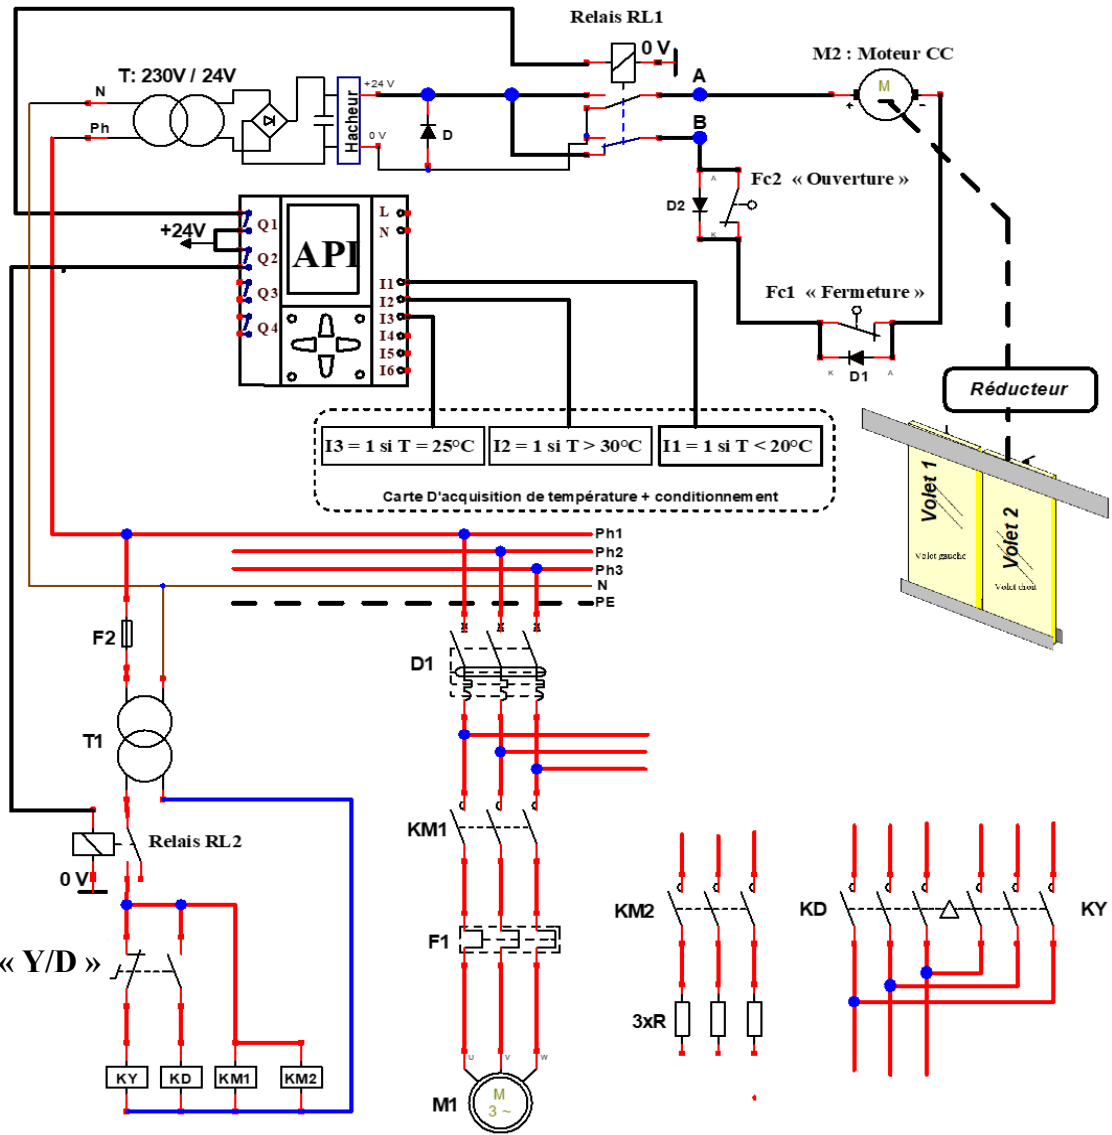 Relais RL1
0 V
M2 : Moteur CC
T: 230V / 24V
N
Ph
Hacheur
+24 V
0 V
D
A
B
M
+
-
Fc2 « Ouverture »
A
D2
K
Fc1 « Fermeture »
K
D1
A
+24V
Q1
Q2
Q3
Q4
API
L
N
I1
I2
I3
I4
I5
I6
Réducteur
I3 = 1 si T = 25°C
I2 = 1 si T > 30°C
I1 = 1 si T < 20°C
Carte D'acquisition de température + conditionnement
Volet 1
Volet 2
Volet gauche
Volet droit
Ph1
Ph2
Ph3
N
PE
F2
D1
T1
Relais RL2
0 V
KM1
KM2
KD
KY
« Y/D »
F1
3xR
KY
KD
KM1
KM2
U
V
W
M1
M
3 ~